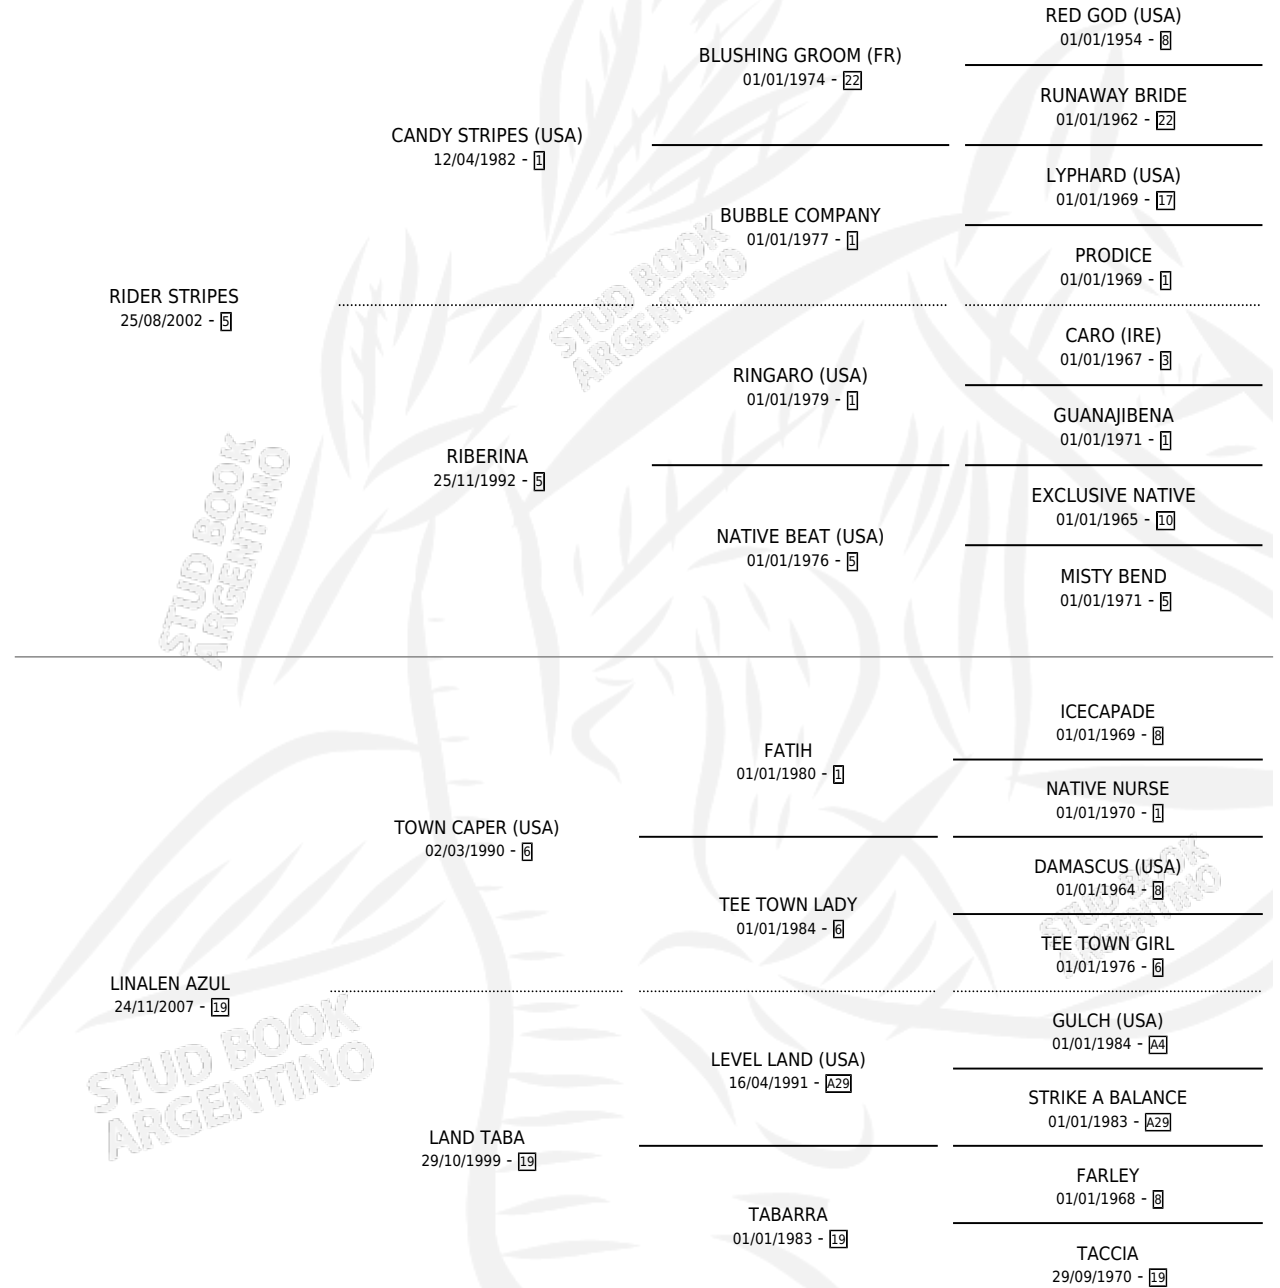 RED GOD (USA)
01/01/1954 - 8
BLUSHING GROOM (FR)
01/01/1974 - 22
RUNAWAY BRIDE
01/01/1962 - 22
CANDY STRIPES (USA)
12/04/1982 - 1
LYPHARD (USA)
01/01/1969 - 17
BUBBLE COMPANY
01/01/1977 - 1
PRODICE
01/01/1969 - 1
RIDER STRIPES
25/08/2002 - 5
CARO (IRE)
01/01/1967 - 3
RINGARO (USA)
01/01/1979 - 1
GUANAJIBENA
01/01/1971 - 1
RIBERINA
25/11/1992 - 5
EXCLUSIVE NATIVE
01/01/1965 - 10
NATIVE BEAT (USA)
01/01/1976 - 5
MISTY BEND
01/01/1971 - 5
STUD BOOK
ARGENTINO
STUD BOOK
ARGENTINO
ICECAPADE
01/01/1969 - 8
FATIH
01/01/1980 - 1
NATIVE NURSE
01/01/1970 - 1
TOWN CAPER (USA)
02/03/1990 - 6
DAMASCUS (USA)
01/01/1964 - 8
TEE TOWN LADY
01/01/1984 - 6
TEE TOWN GIRL
01/01/1976 - 6
LINALEN AZUL
24/11/2007 - 19
GULCH (USA)
01/01/1984 - A4
LEVEL LAND (USA)
16/04/1991 - A29
STRIKE A BALANCE
01/01/1983 - A29
LAND TABA
29/10/1999 - 19
FARLEY
01/01/1968 - 8
TABARRA
01/01/1983 - 19
TACCIA
29/09/1970 - 19
STUD BOOK
ARGENTINO
STUD BOOK
ARGENTINO